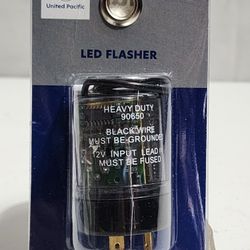 United Pacific
LED FLASHER
HEAVY DUTY
90650
BLACK WIRE
MUST BE GROUNDED
12V INPUT LEAD
MUST BE FUSED